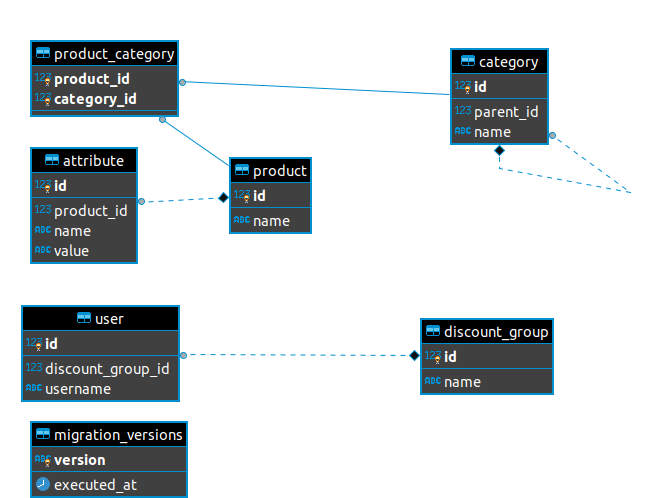 product_category
123 product_id
123 category_id
category
123 id
123 parent_id
ABC name
attribute
123 id
123 product_id
ABC name
ABC value
product
123 id
ABC name
user
123 id
123 discount_group_id
ABC username
discount_group
123 id
ABC name
migration_versions
ABC version
executed_at